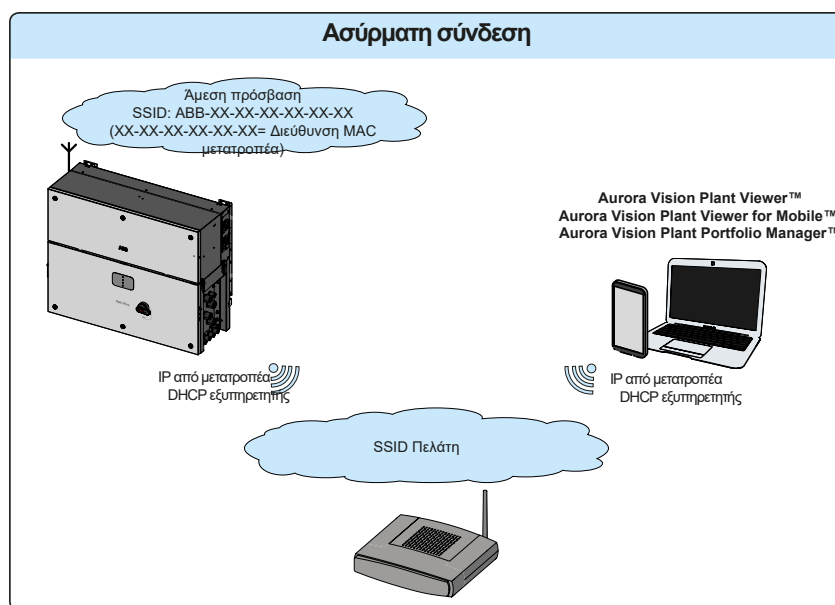 Ασύρματη σύνδεση
Άμεση πρόσβαση
SSID: ABB-XX-XX-XX-XX-XX-XX
(XX-XX-XX-XX-XX-XX= Διεύθυνση MAC
μετατροπέα)
ABB
Aurora Vision Plant Viewer™
Aurora Vision Plant Viewer for Mobile™
Aurora Vision Plant Portfolio Manager™
IP από μετατροπέα
DHCP εξυπηρετητής
IP από μετατροπέα
DHCP εξυπηρετητής
SSID Πελάτη